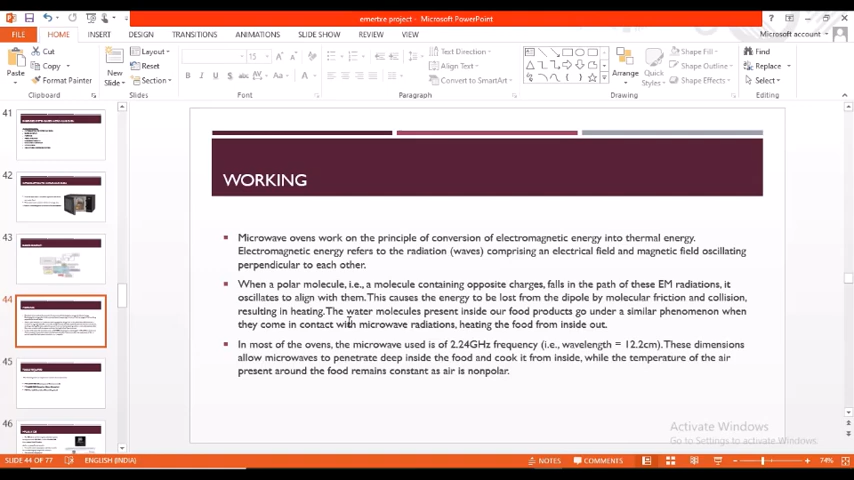 emertxe project - Microsoft PowerPoint
FILE HOME INSERT DESIGN TRANSITIONS ANIMATIONS SLIDE SHOW REVIEW VIEW Microsoft account
Paste
Cut
Copy
Format Painter
Clipboard
New Slide
Layout
Reset
Section
Slides
15
B I U S abc AV Aa A
Font
Text Direction
Align Text
Convert to SmartArt
Paragraph
Arrange
Quick Styles
Shape Fill
Shape Outline
Shape Effects
Drawing
Find
Replace
Select
Editing
41
42
43
44
45
46
WORKING
Microwave ovens work on the principle of conversion of electromagnetic energy into thermal energy.
Electromagnetic energy refers to the radiation (waves) comprising an electrical field and magnetic field oscillating
perpendicular to each other.
When a polar molecule, i.e., a molecule containing opposite charges, falls in the path of these EM radiations, it
oscillates to align with them. This causes the energy to be lost from the dipole by molecular friction and collision,
resulting in heating. The water molecules present inside our food products go under a similar phenomenon when
they come in contact with microwave radiations, heating the food from inside out.
In most of the ovens, the microwave used is of 2.24GHz frequency (i.e., wavelength = 12.2cm). These dimensions
allow microwaves to penetrate deep inside the food and cook it from inside, while the temperature of the air
present around the food remains constant as air is nonpolar.
Activate Windows
Go to Settings to activate Windows.
SLIDE 44 OF 77 ENGLISH (INDIA) NOTES COMMENTS 74%